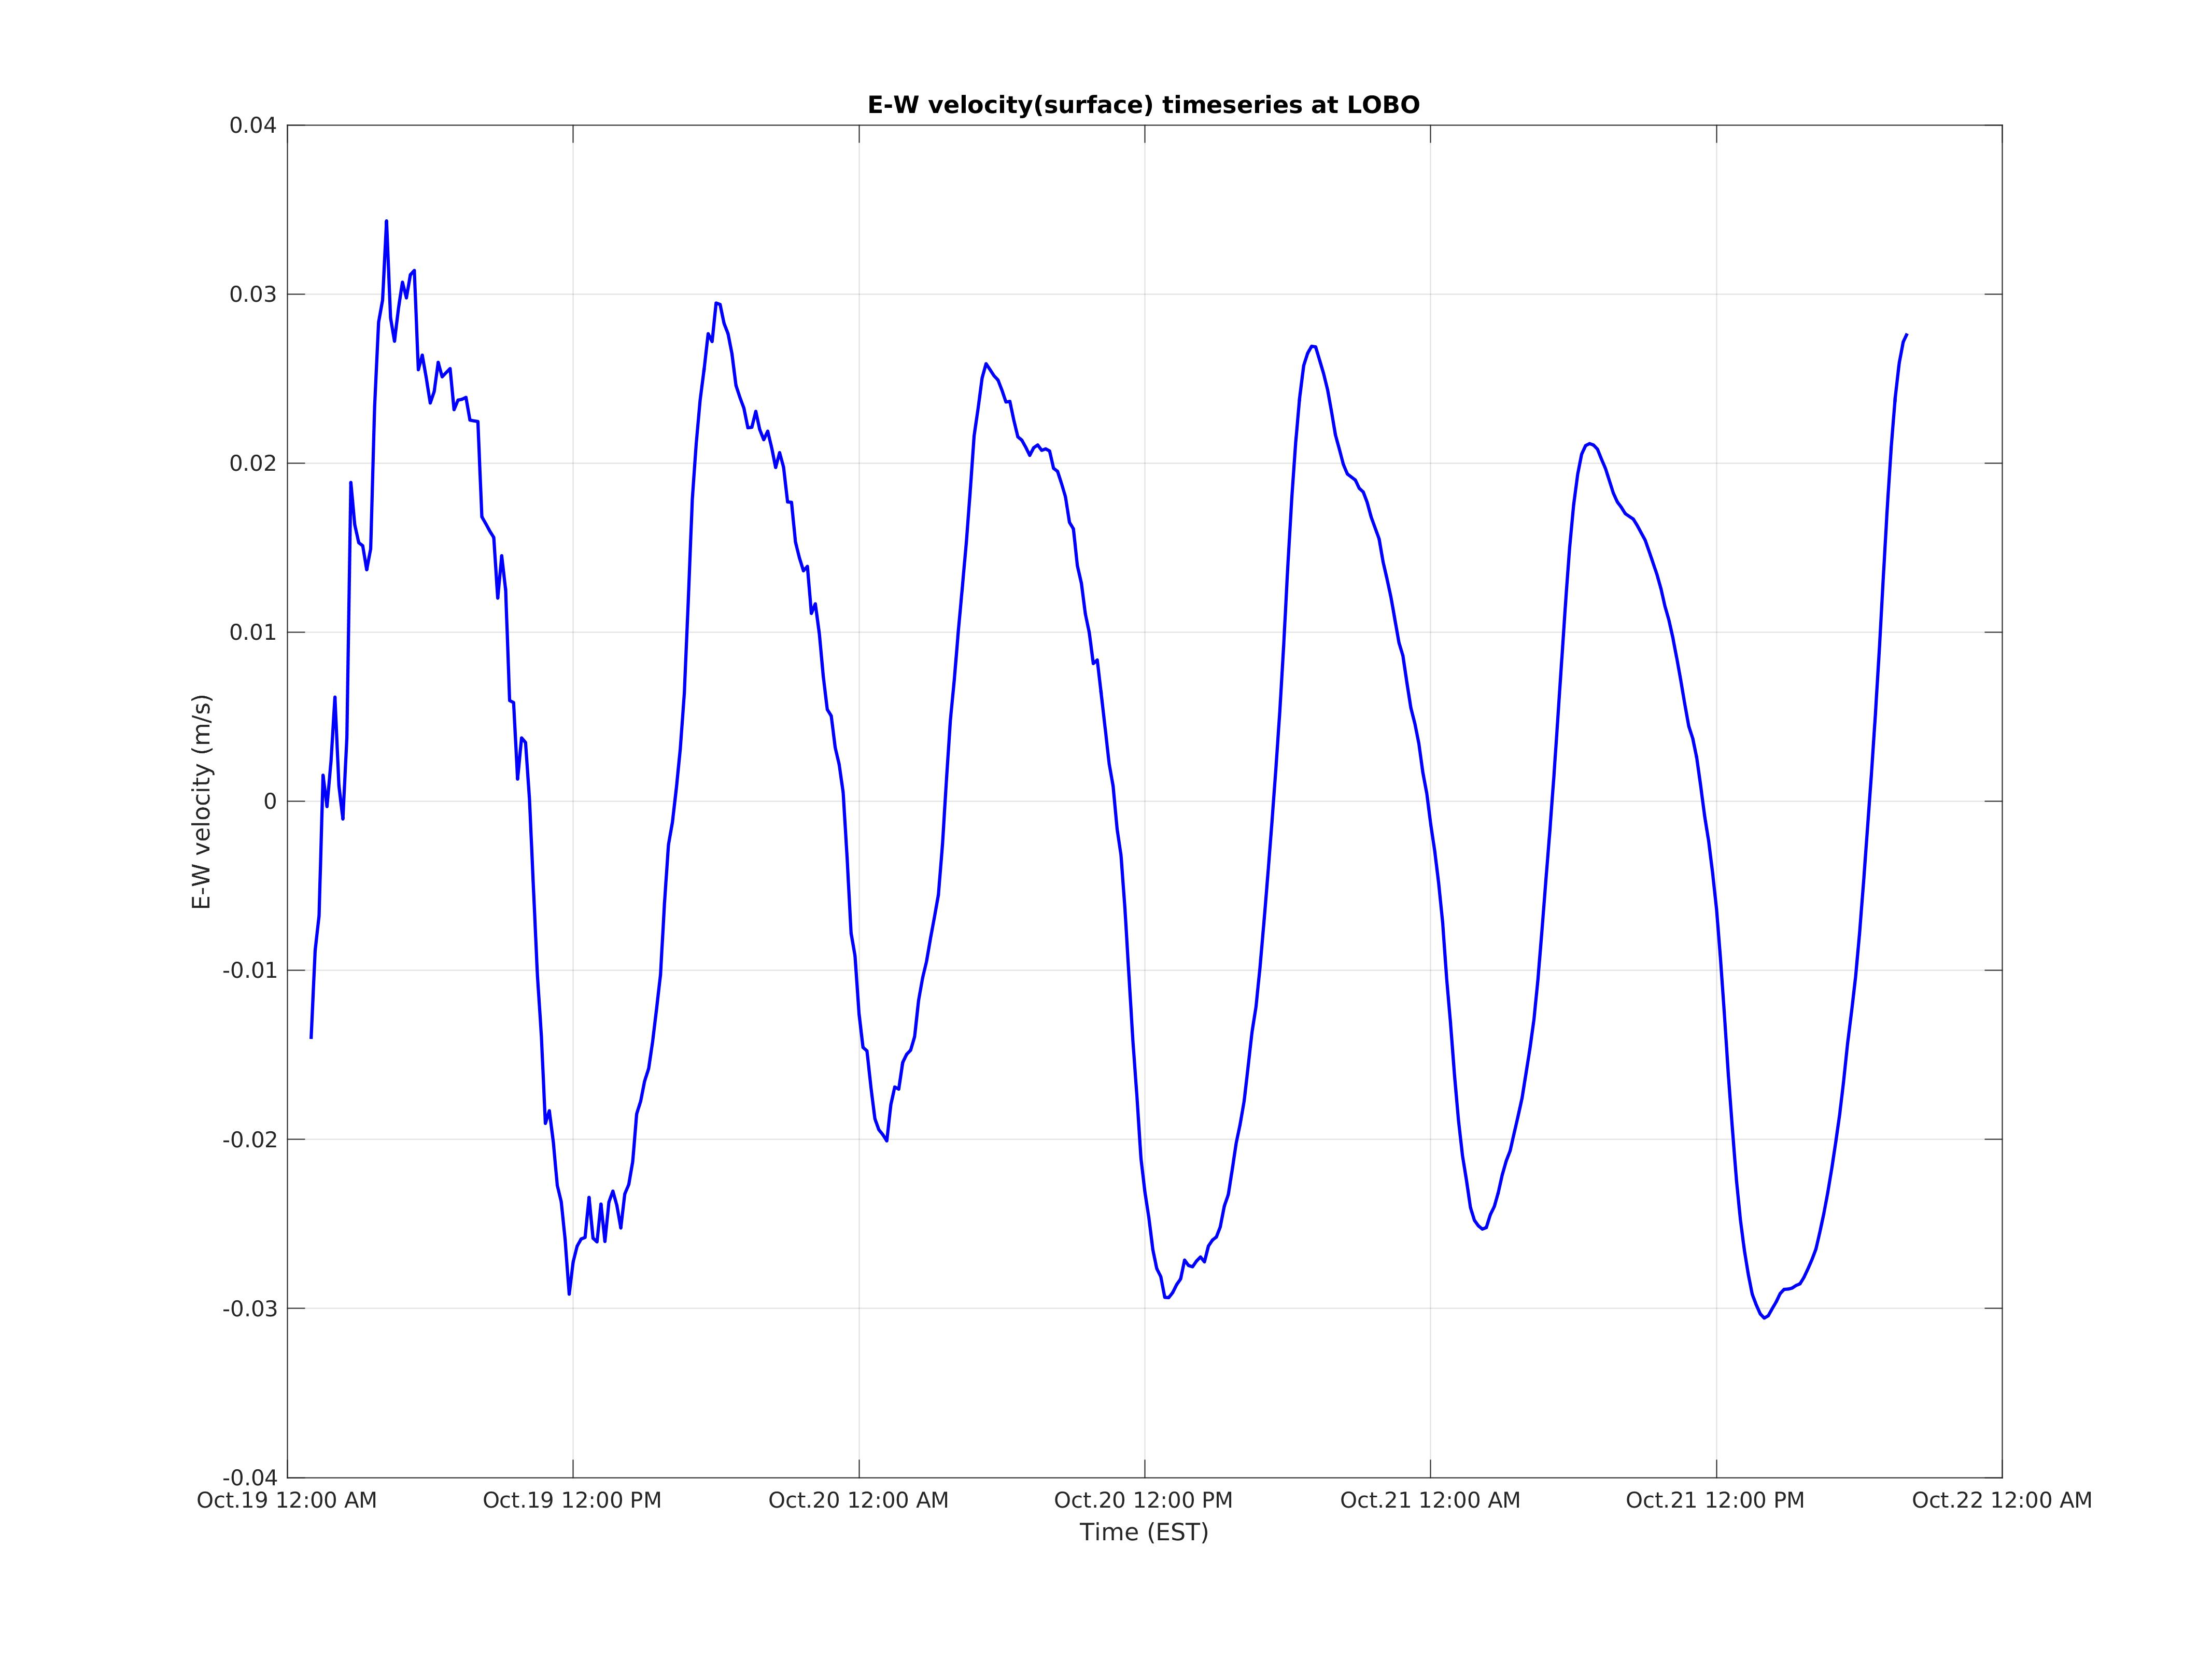 E-W velocity(surface) timeseries at LOBO
0.04
0.03
0.02
0.01
0
-0.01
-0.02
-0.03
-0.04
E-W velocity (m/s)
Oct.19 12:00 AM Oct.19 12:00 PM Oct.20 12:00 AM Oct.20 12:00 PM Oct.21 12:00 AM Oct.21 12:00 PM Oct.22 12:00 AM
Time (EST)